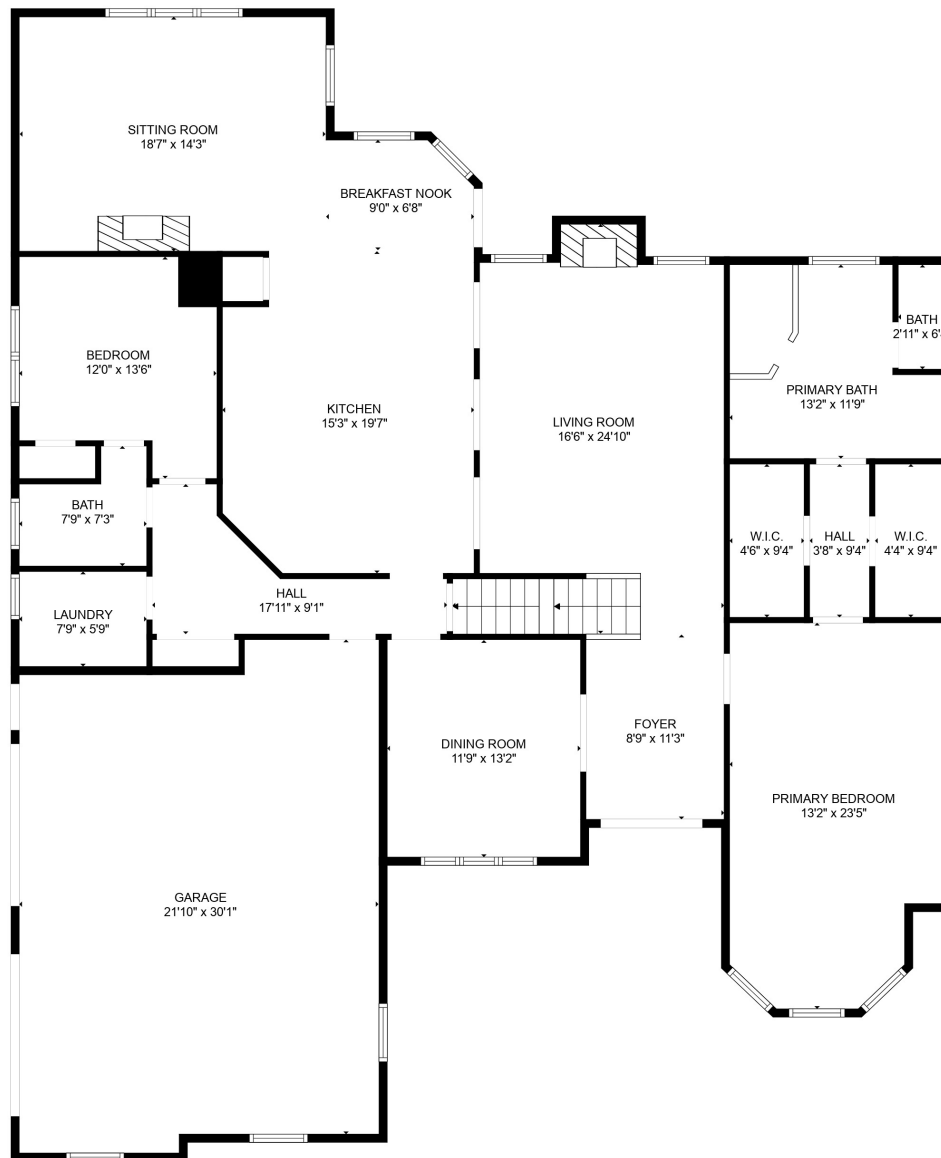 SITTING ROOM
18'7" x 14'3"
BREAKFAST NOOK
9'0" x 6'8"
BATH
2'11" x
BEDROOM
12'0" x 13'6"
KITCHEN
15'3" x 19'7"
LIVING ROOM
16'6" x 24'10"
PRIMARY BATH
13'2" x 11'9"
BATH
7'9" x 7'3"
W.I.C.
4'6" x 9'4"
HALL
3'8" x 9'4"
W.I.C.
4'4" x 9'4"
HALL
17'11" x 9'1"
LAUNDRY
7'9" x 5'9"
FOYER
8'9" x 11'3"
DINING ROOM
11'9" x 13'2"
PRIMARY BEDROOM
13'2" x 23'5"
GARAGE
21'10" x 30'1"